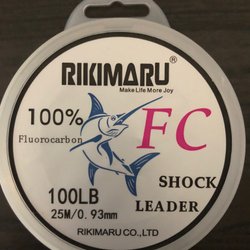 RIKIMARU®
Make Life More Joy
100%
Fluorocarbon
FC
100LB
25M/0.93mm
SHOCK
LEADER
RIKIMARU CO.,LTD